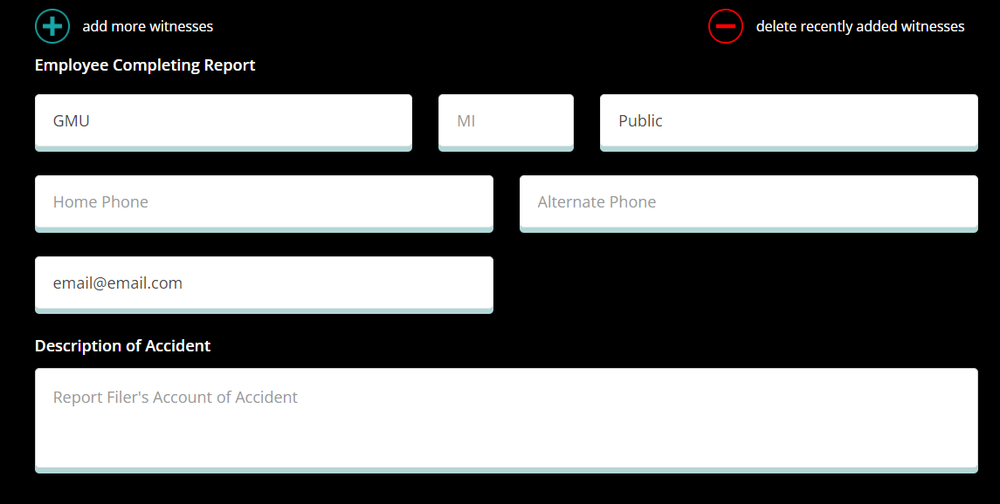 add more witnesses delete recently added witnesses
Employee Completing Report
GMU MI Public
Home Phone Alternate Phone
email@email.com
Description of Accident
Report Filer's Account of Accident